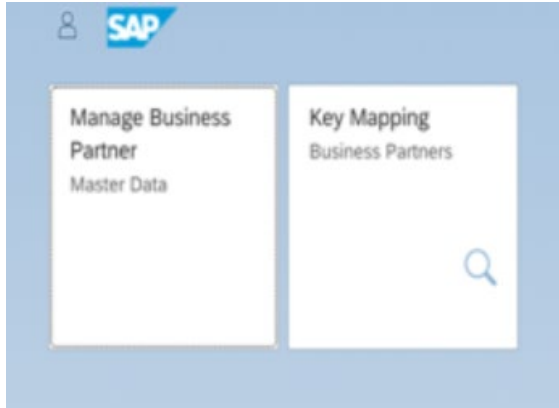 SAP
Manage Business
Partner
Master Data
Key Mapping
Business Partners